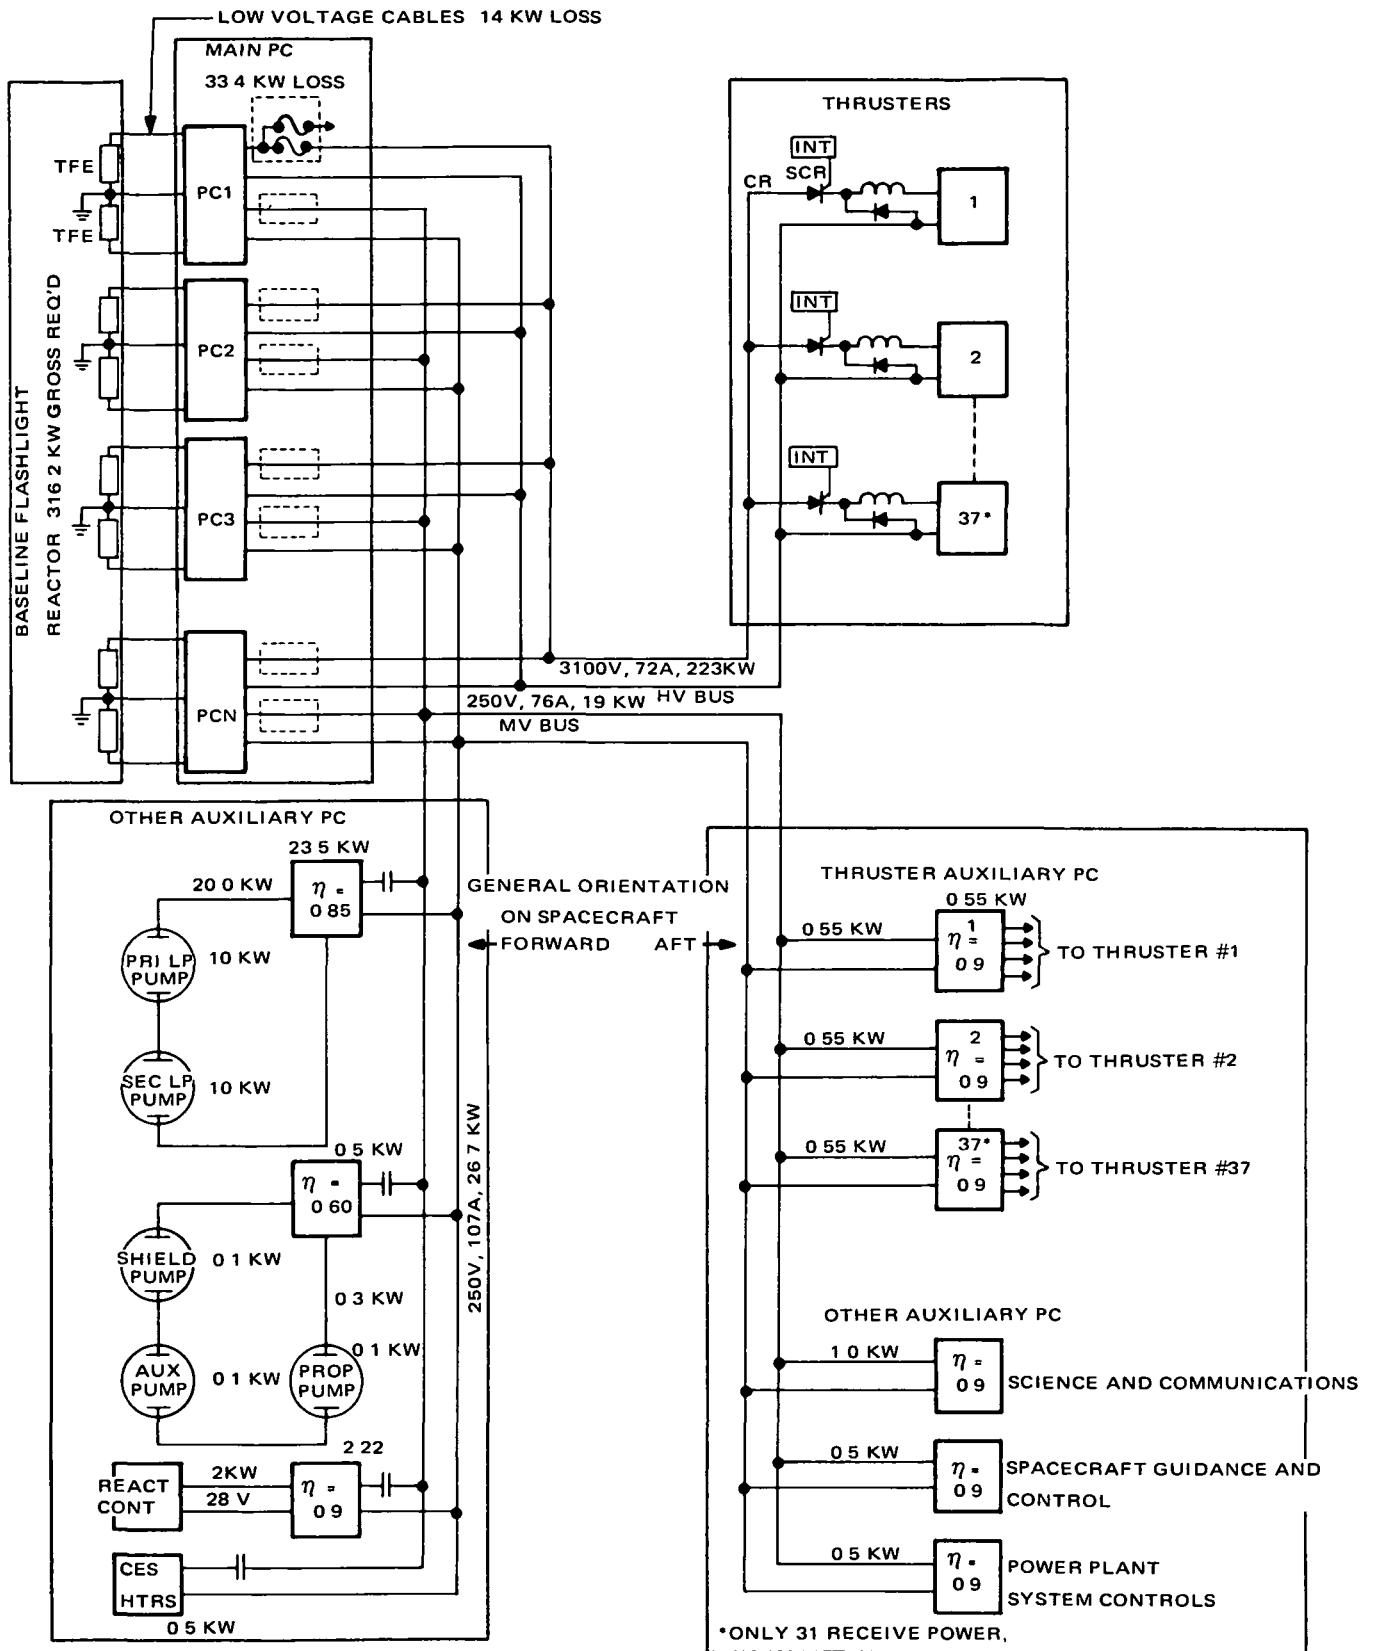 LOW VOLTAGE CABLES 14 KW LOSS
MAIN PC
33 4 KW LOSS
TFE
TFE
PC1
PC2
PC3
PCN
BASELINE FLASHLIGHT
REACTOR 316 2 KW GROSS REQ'D
THRUSTERS
INT
SCR
CR
1
INT
2
INT
37*
3100V, 72A, 223KW
HV BUS
250V, 76A, 19 KW
MV BUS
OTHER AUXILIARY PC
23 5 KW
20 0 KW
η =
0 85
PRI LP
PUMP
10 KW
SEC LP
PUMP
10 KW
0 5 KW
η =
0 60
SHIELD
PUMP
0 1 KW
0 3 KW
AUX
PUMP
0 1 KW
PROP
PUMP
0 1 KW
2 22
REACT
CONT
2KW
28 V
η =
0 9
CES
HTRS
0 5 KW
250V, 107A, 26 7 KW
GENERAL ORIENTATION
ON SPACECRAFT
FORWARD AFT
THRUSTER AUXILIARY PC
0 55 KW
0 55 KW
1
η =
0 9
TO THRUSTER #1
0 55 KW
2
η =
0 9
TO THRUSTER #2
0 55 KW
37*
η =
0 9
TO THRUSTER #37
OTHER AUXILIARY PC
1 0 KW
η =
0 9
SCIENCE AND COMMUNICATIONS
0 5 KW
η =
0 9
SPACECRAFT GUIDANCE AND
CONTROL
0 5 KW
η =
0 9
POWER PLANT
SYSTEM CONTROLS
*ONLY 31 RECEIVE POWER,